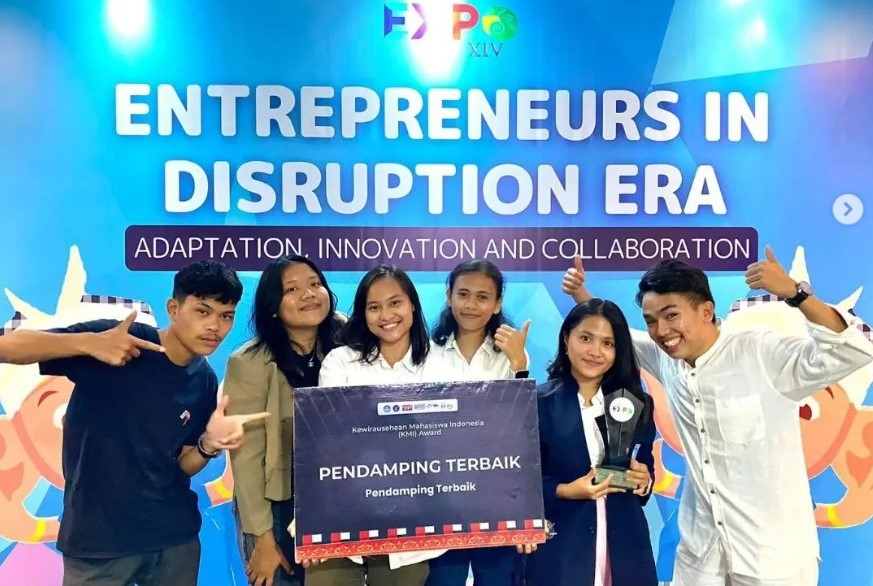 EXPO
XIV
ENTREPRENEURS IN
DISRUPTION ERA
ADAPTATION, INNOVATION AND COLLABORATION
Kewirausahaan Mahasiswa Indonesia
(KMI) Award
PENDAMPING TERBAIK
Pendamping Terbaik
EXPO